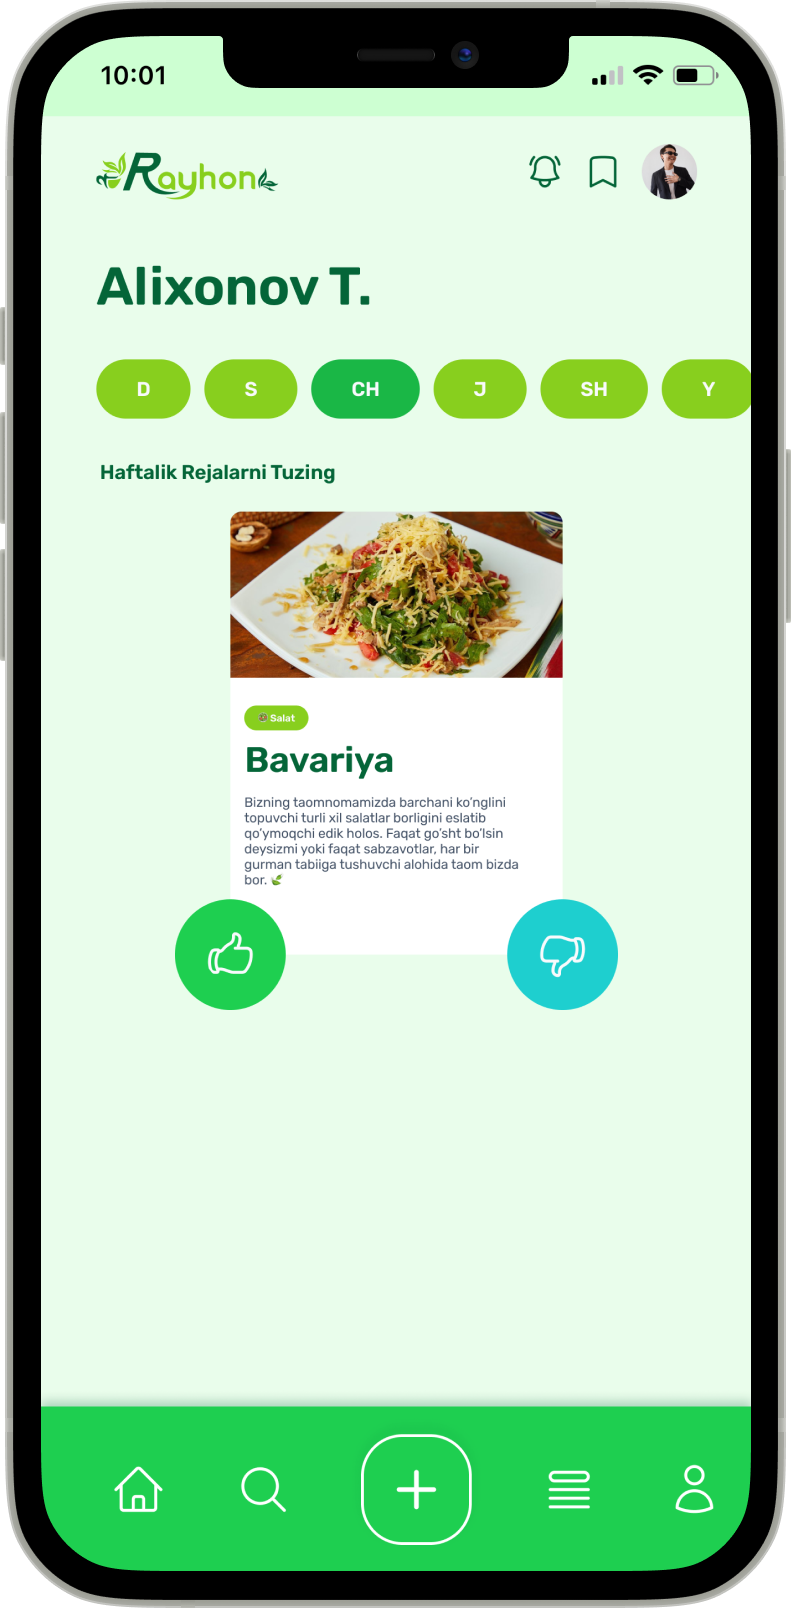 10:01
Rayhon
Alixonov T.
D S CH J SH Y
Haftalik Rejalarni Tuzing
Salat
Bavariya
Bizning taomnomamizda barchani ko’nglini
topuvchi turli xil salatlar borligini eslatib
qo’ymoqchi edik holos. Faqat go’sht bo’lsin
deysizmi yoki faqat sabzavotlar, har bir
gurman tabiiga tushuvchi alohida taom bizda
bor. 🌿